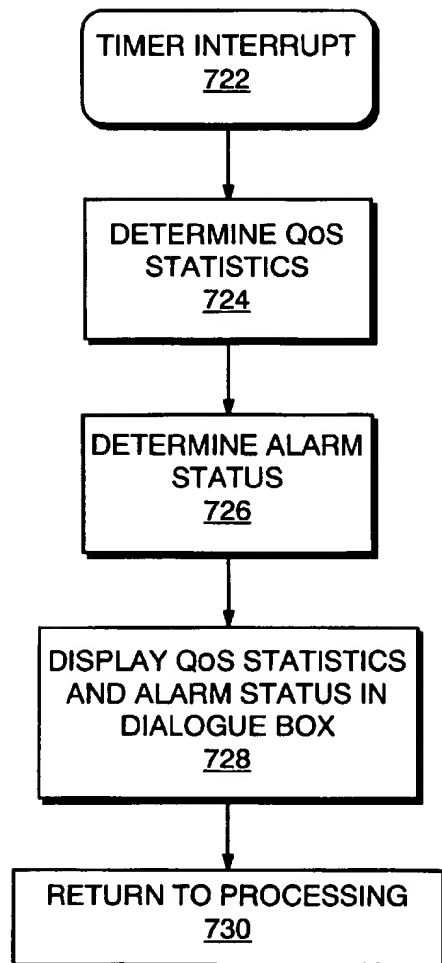 TIMER INTERRUPT
722
DETERMINE QoS
STATISTICS
724
DETERMINE ALARM
STATUS
726
DISPLAY QoS STATISTICS
AND ALARM STATUS IN
DIALOGUE BOX
728
RETURN TO PROCESSING
730